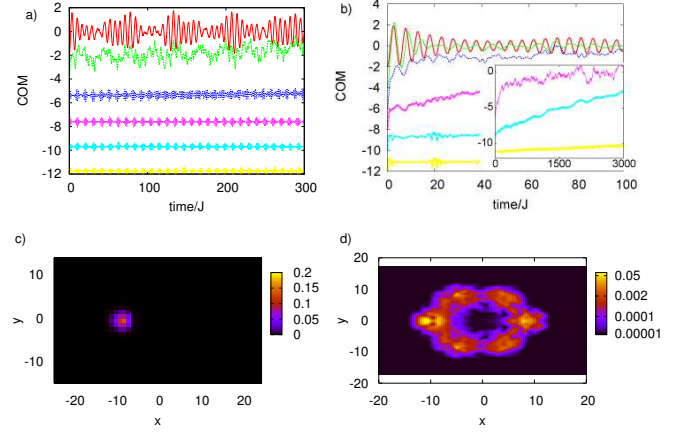 a)
COM
2
0
-2
-4
-6
-8
-10
-12
0 100 200 300
time/J
b)
COM
4
2
0
-2
-4
-6
-8
-10
-12
0 20 40 60 80 100
time/J
0
-5
-10
0 1500 3000
c)
y
10
0
-10
-20 -10 0 10 20
x
0.2
0.15
0.1
0.05
0
d)
y
20
10
0
-10
-20
-20 -10 0 10 20
x
0.05
0.002
0.0001
0.00001